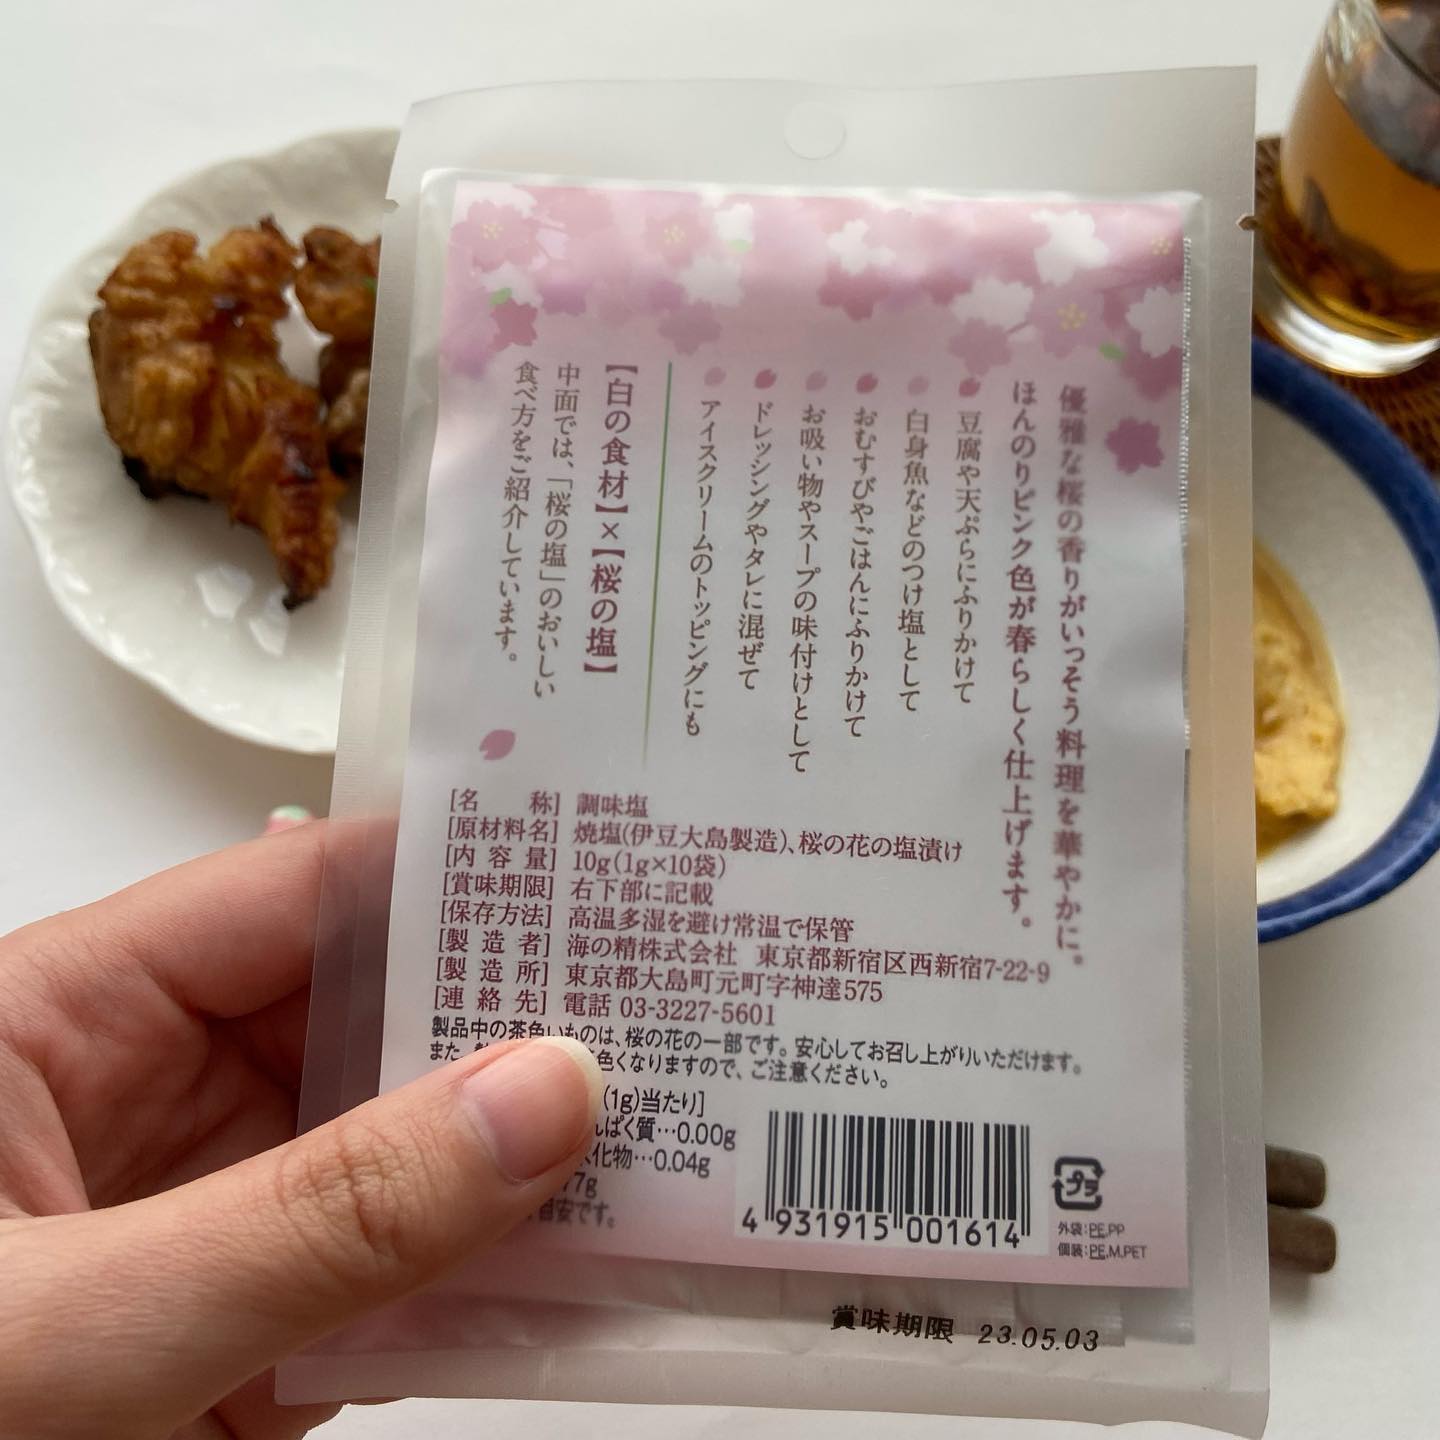 優雅な桜の香りがいっそう料理を華やかに。
ほんのりピンク色が春らしく仕上げます。
豆腐や天ぷらにふりかけて
白身魚などのつけ塩として
おむすびやごはんにふりかけて
お吸い物やスープの味付けとして
ドレッシングやタレに混ぜて
アイスクリームのトッピングにも
【白の食材】×【桜の塩】
中面では、「桜の塩」のおいしい
食べ方をご紹介しています。
[名称] 調味塩
[原材料名] 焼塩(伊豆大島製造)、桜の花の塩漬け
[内容量] 10g(1g×10袋)
[賞味期限] 右下部に記載
[保存方法] 高温多湿を避け常温で保管
[製造者] 海の精株式会社 東京都新宿区西新宿7-22-9
[製造所] 東京都大島町元町字神達575
[連絡先] 電話 03-3227-5601
製品中の茶色いものは、桜の花の一部です。安心してお召し上がりいただけます。
また、 色くなりますので、ご注意ください。
(1g)当たり]
んぱく質…0.00g
水化物…0.04g
77g
目安です。
4 931915 001614
プラ
外袋:PE,PP
個装:PE,M,PET
賞味期限 23.05.03